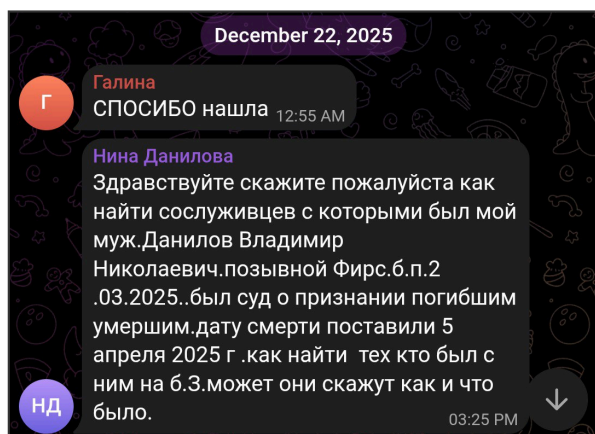 December 22, 2025
Галина
Г
СПОСИБО нашла 12:55 AM
Нина Данилова
Здравствуйте скажите пожалуйста как
найти сослуживцев с которыми был мой
муж.Данилов Владимир
Николаевич.позывной Фирс.б.п.2
.03.2025..был суд о признании погибшим
умершим.дату смерти поставили 5
апреля 2025 г .как найти  тех кто был с
ним на б.З.может они скажут как и что
было.
НД
03:25 PM